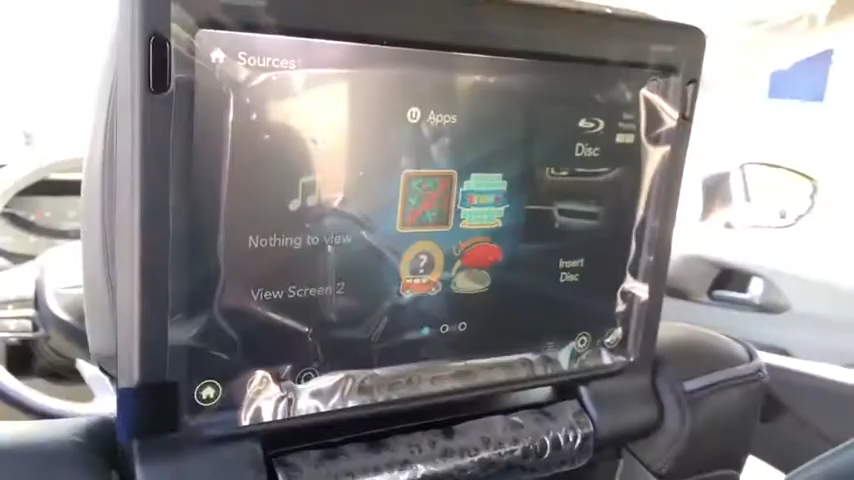 Sources
U Apps
Disc
Nothing to view
?
Insert
Disc
View Screen 2